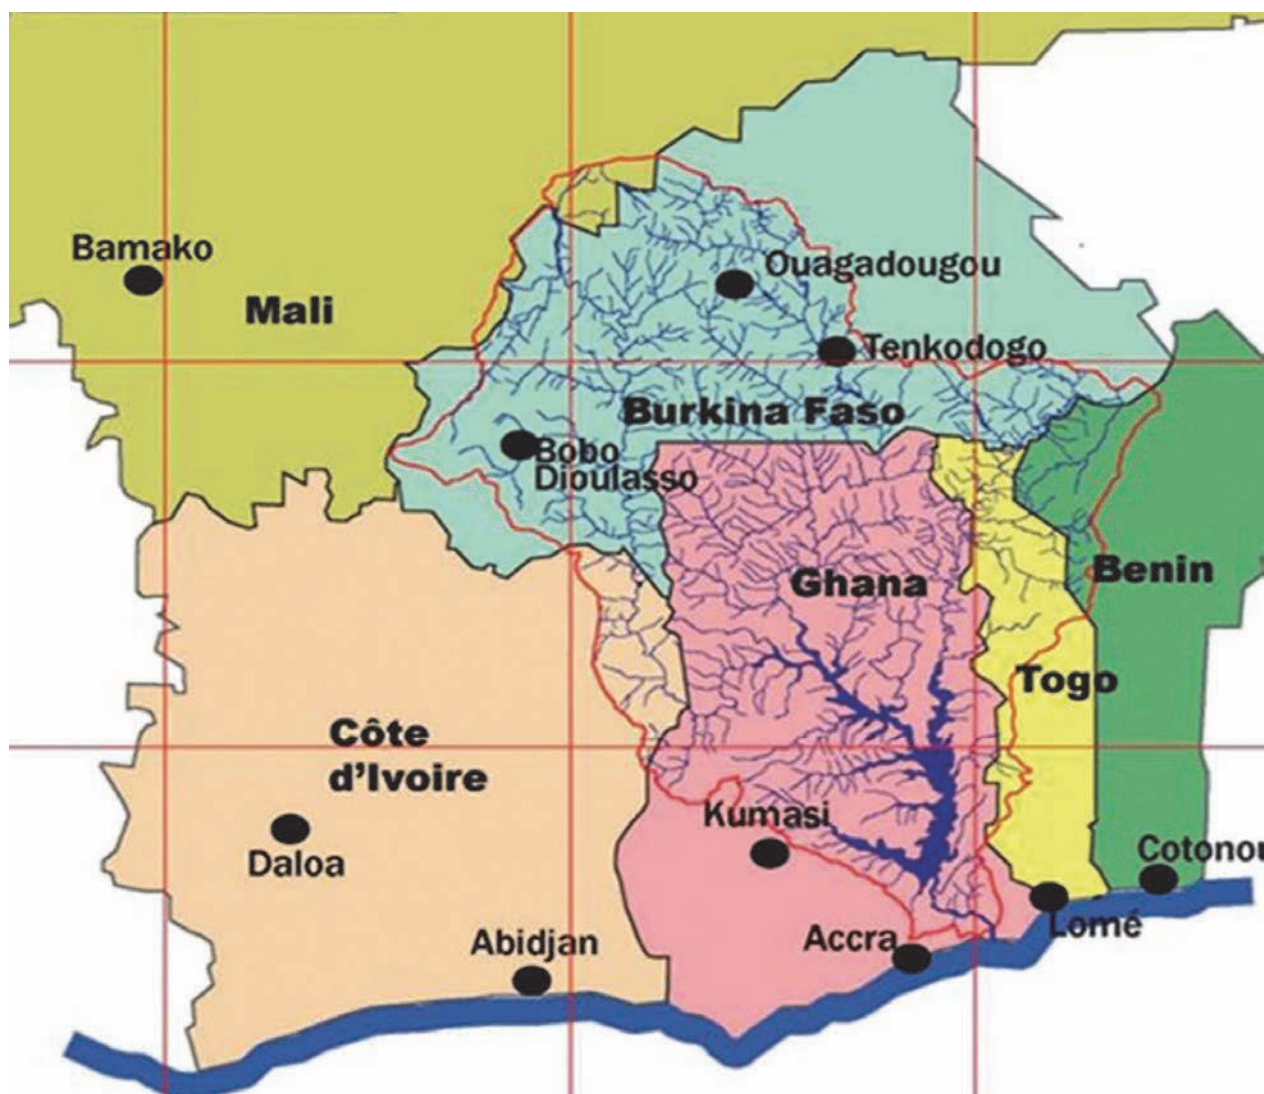 Bamako
Ouagadougou
Mali
Tenkodogo
Burkina Faso
Bobo
Dioulasso
Ghana
Benin
Togo
Côte
d'Ivoire
Kumasi
Daloa
Cotonou
Lomé
Abidjan
Accra